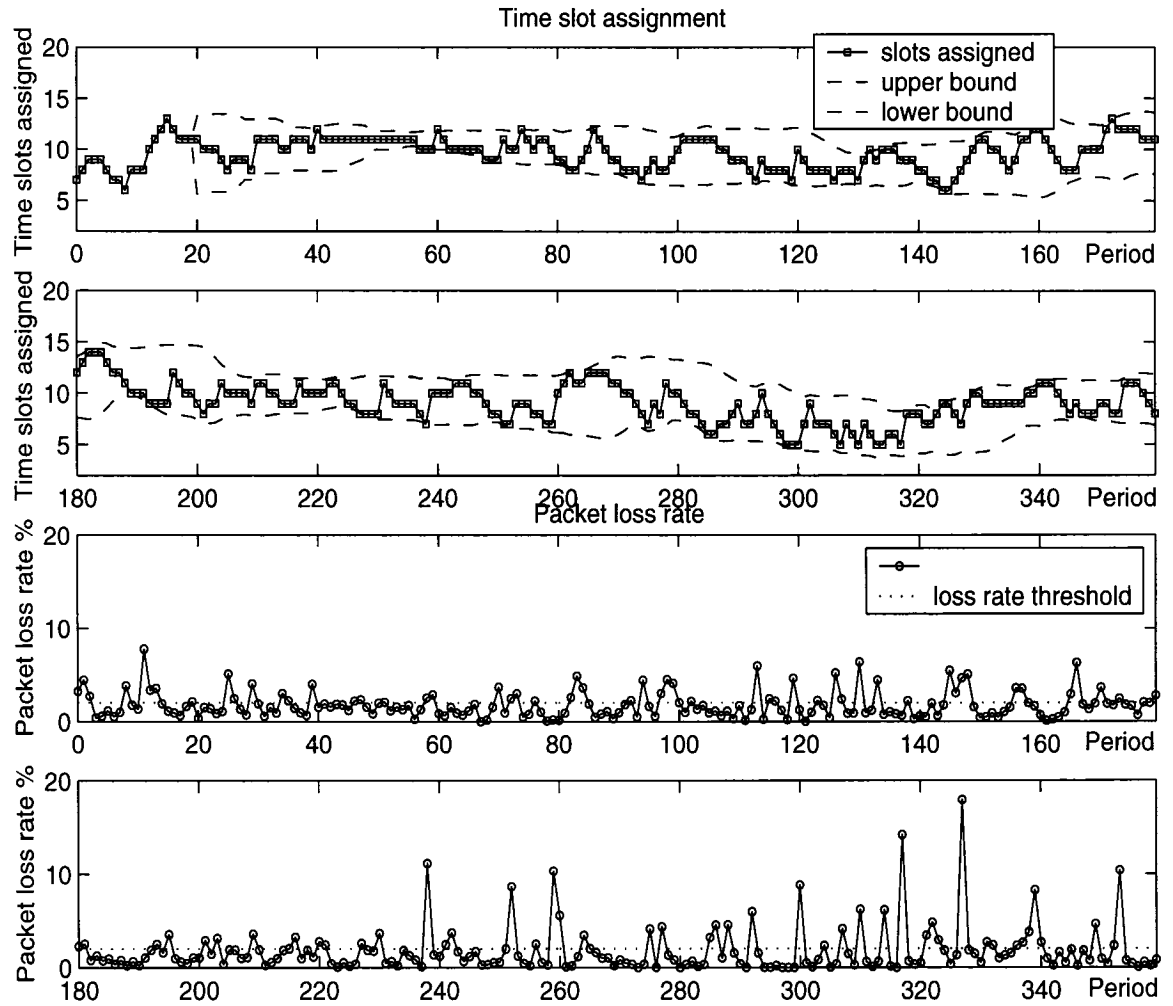 Time slot assignment
Time slots assigned
20
15
10
5
slots assigned
upper bound
lower bound
0 20 40 60 80 100 120 140 160 Period
Time slots assigned
20
15
10
5
180 200 220 240 260 280 300 320 340 Period
Packet loss rate
Packet loss rate %
20
10
0
loss rate threshold
0 20 40 60 80 100 120 140 160 Period
Packet loss rate %
20
10
0
180 200 220 240 260 280 300 320 340 Period